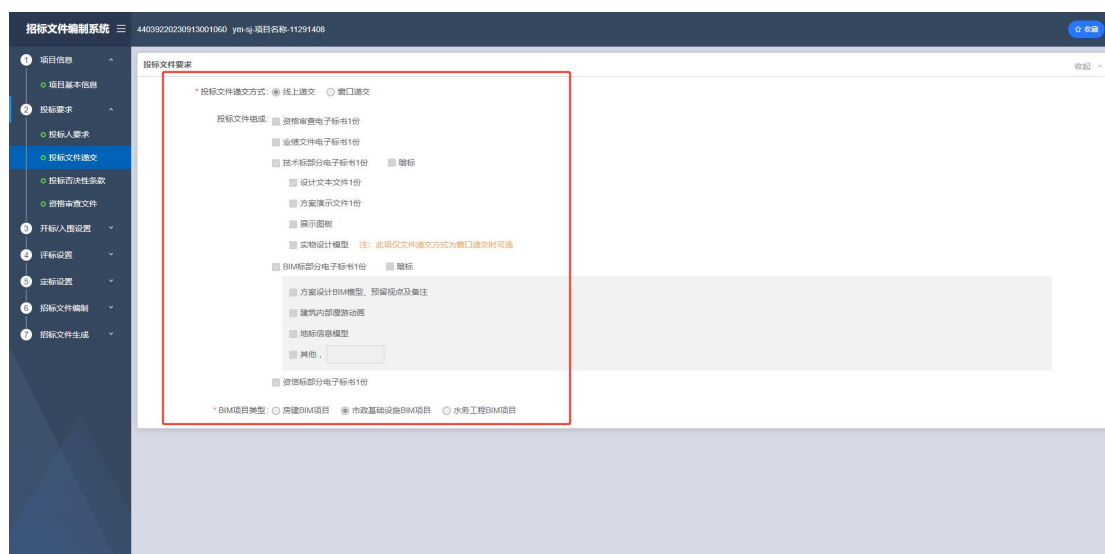 招标文件编制系统 44039220230913001060 ym-sj-项目名称-11291408 收藏
1 项目信息
项目基本信息
2 投标要求
投标人要求
投标文件递交
投标否决性条款
资格审查文件
3 开标/入围设置
4 评标设置
5 定标设置
6 招标文件编制
7 招标文件生成
投标文件要求 收起
* 投标文件递交方式: 线上递交 窗口递交
投标文件组成: 资格审查电子标书1份
业绩文件电子标书1份
技术标部分电子标书1份 暗标
设计文本文件1份
方案演示文件1份
展示图板
实物设计模型 注：此项仅文件递交方式为窗口递交时可选
BIM标部分电子标书1份 暗标
方案设计BIM模型、预留视点及备注
建筑内部漫游动画
地标信息模型
其他，
资信标部分电子标书1份
* BIM项目类型: 房建BIM项目 市政基础设施BIM项目 水务工程BIM项目